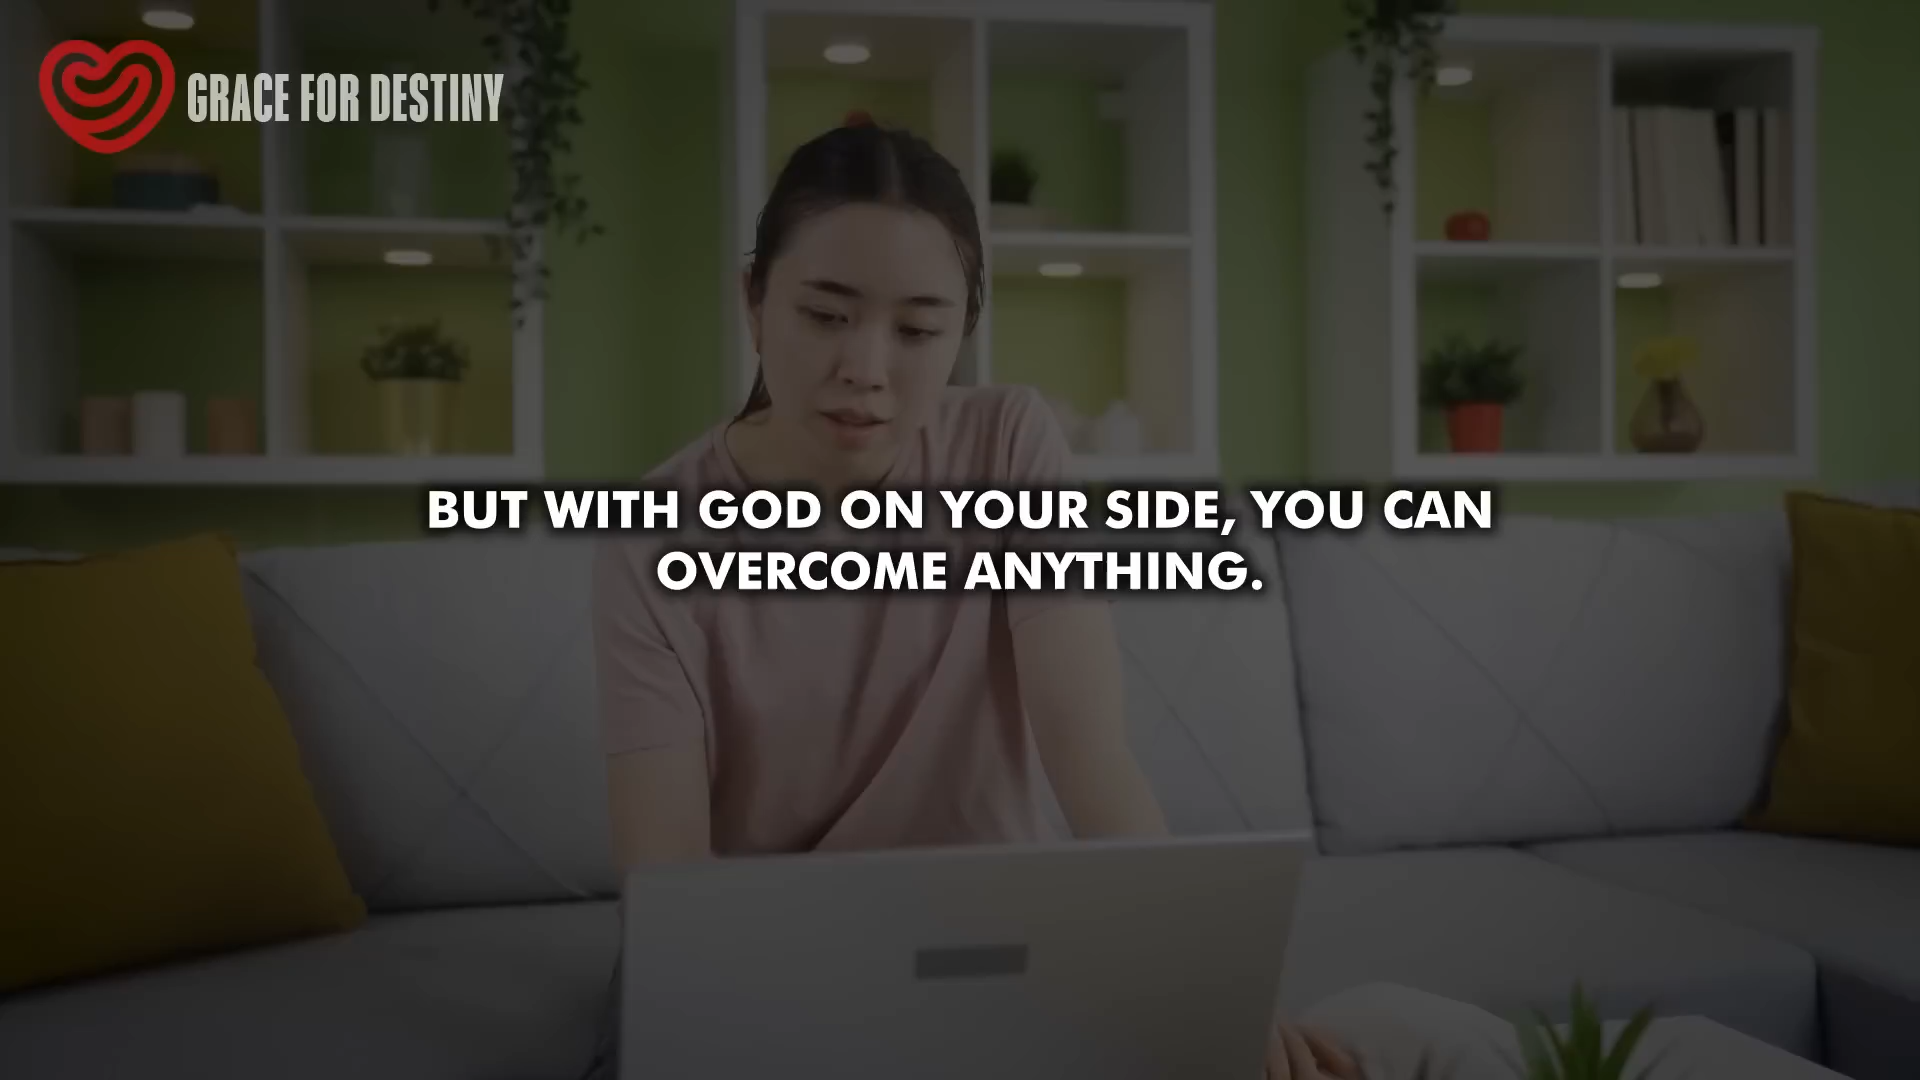 GRACE FOR DESTINY
BUT WITH GOD ON YOUR SIDE, YOU CAN
OVERCOME ANYTHING.